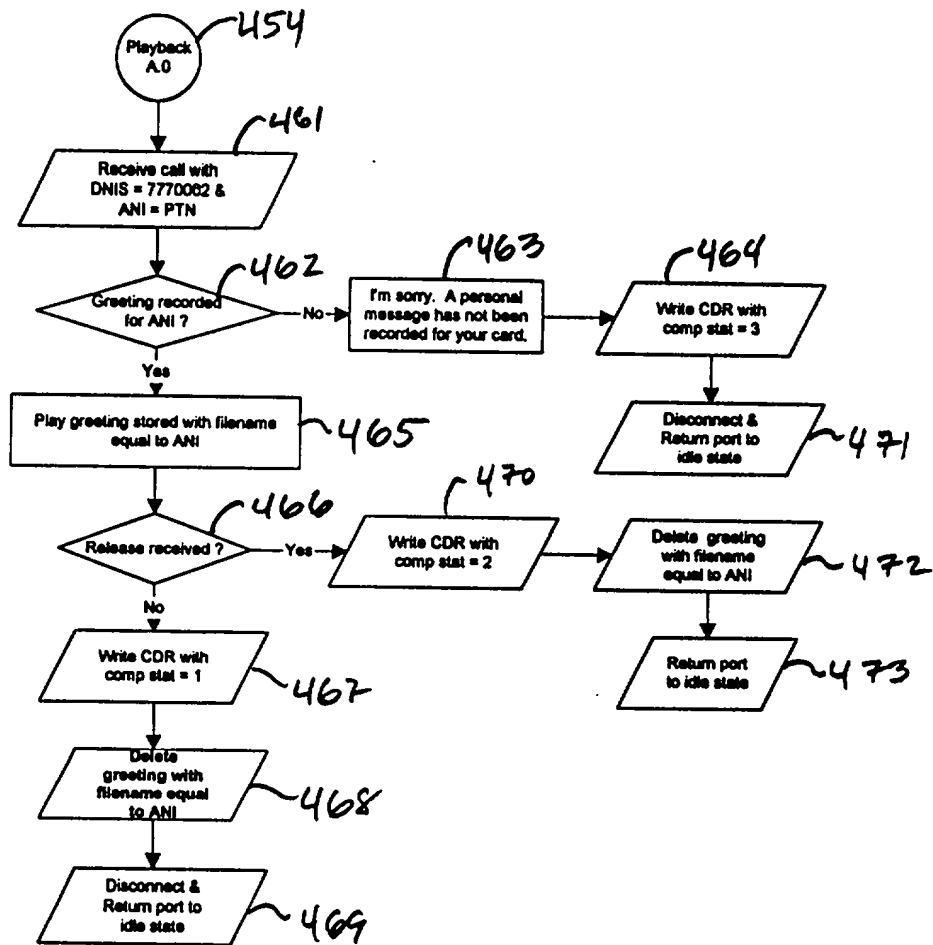 454
Playback
A.0
461
Receive call with
DNIS = 7770062 &
ANI = PTN
462
Greeting recorded
for ANI ?
No
463
I'm sorry. A personal
message has not been
recorded for your card.
464
Write CDR with
comp stat = 3
Disconnect &
Return port to
idle state
471
Yes
Play greeting stored with filename
equal to ANI
465
466
Release received ?
Yes
470
Write CDR with
comp stat = 2
Delete greeting
with filename
equal to ANI
472
Return port
to idle state
473
No
Write CDR with
comp stat = 1
467
Delete
greeting with
filename equal
to ANI
468
Disconnect &
Return port to
idle state
469